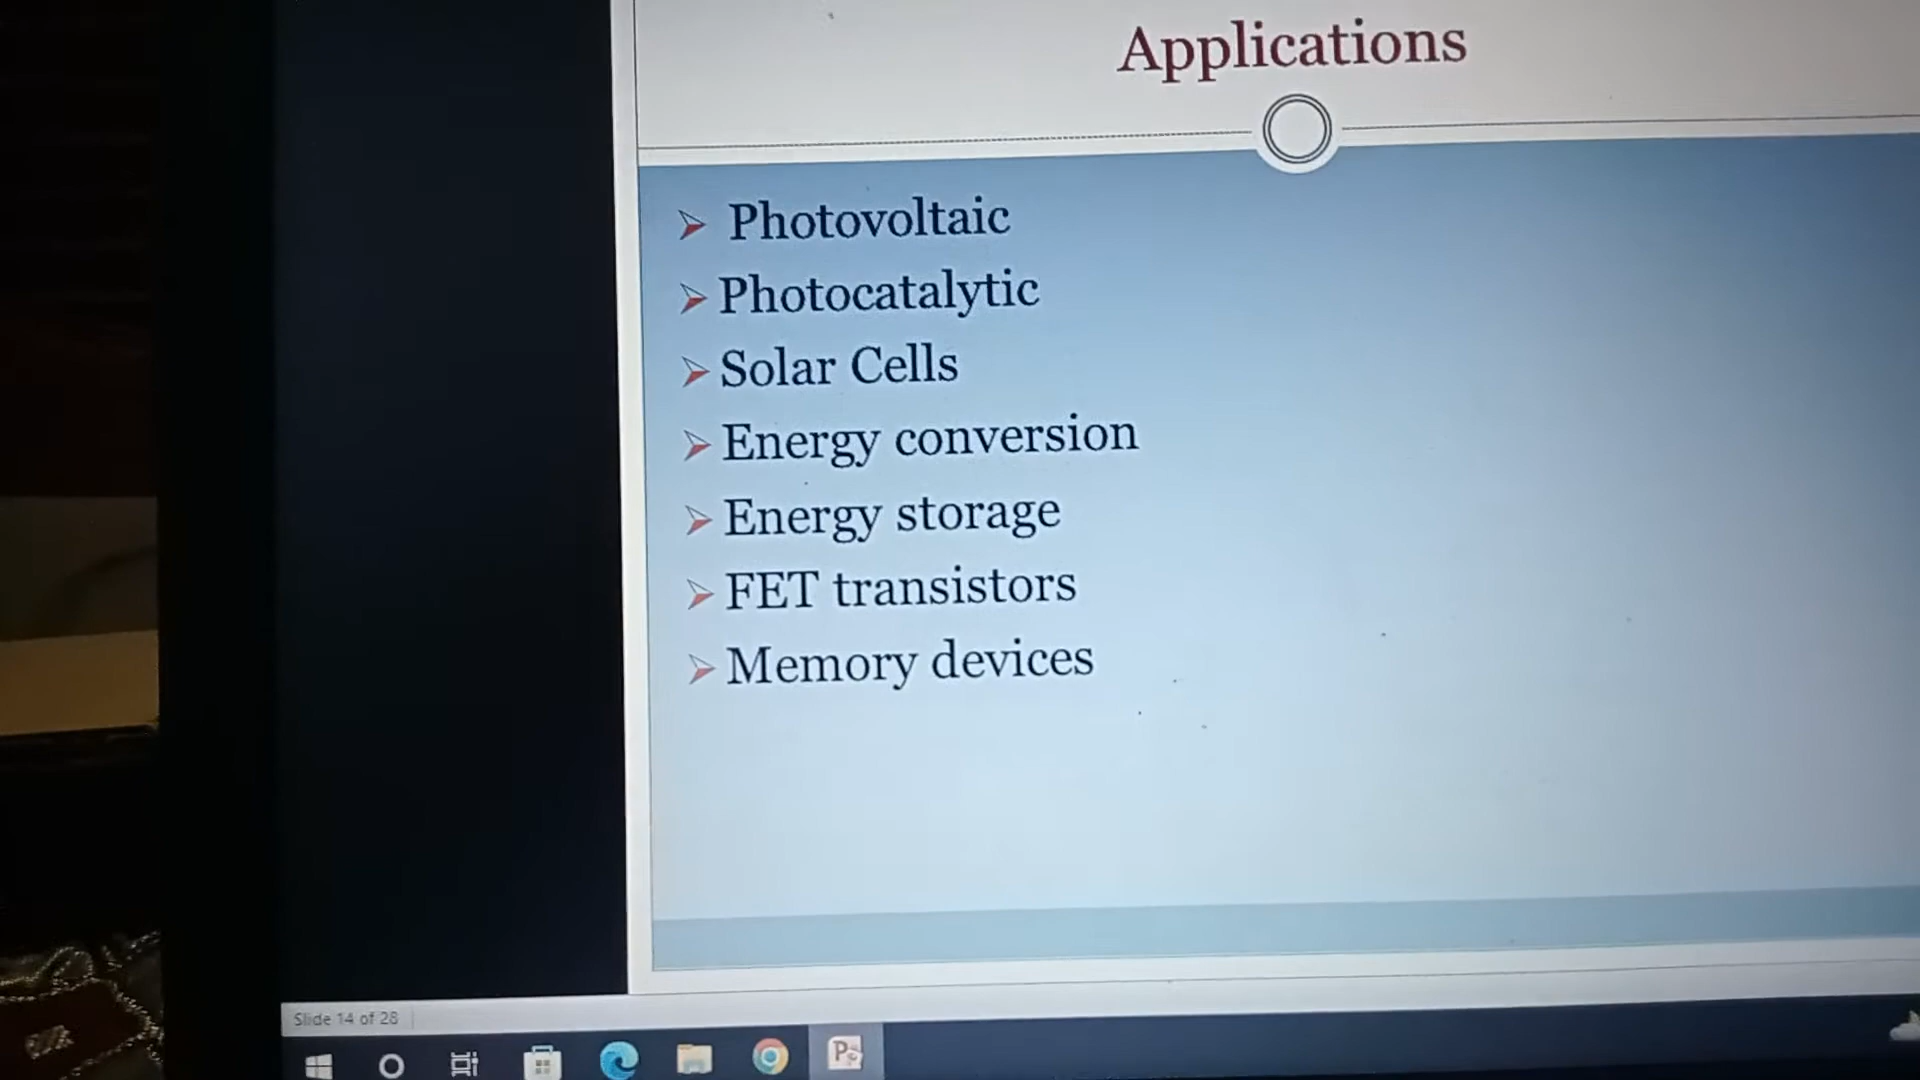 Applications
Photovoltaic
Photocatalytic
Solar Cells
Energy conversion
Energy storage
FET transistors
Memory devices
Slide 14 of 28